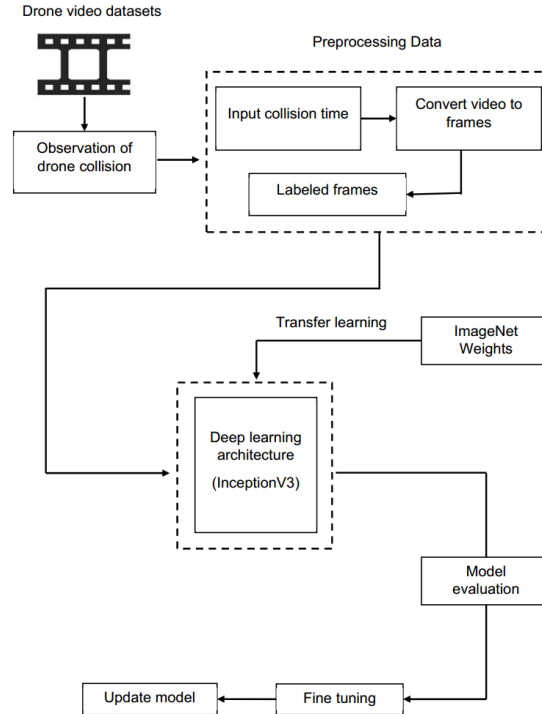 Drone video datasets
Preprocessing Data
Input collision time
Convert video to
frames
Observation of
drone collision
Labeled frames
Transfer learning
ImageNet
Weights
Deep learning
architecture
(InceptionV3)
Model
evaluation
Update model
Fine tuning